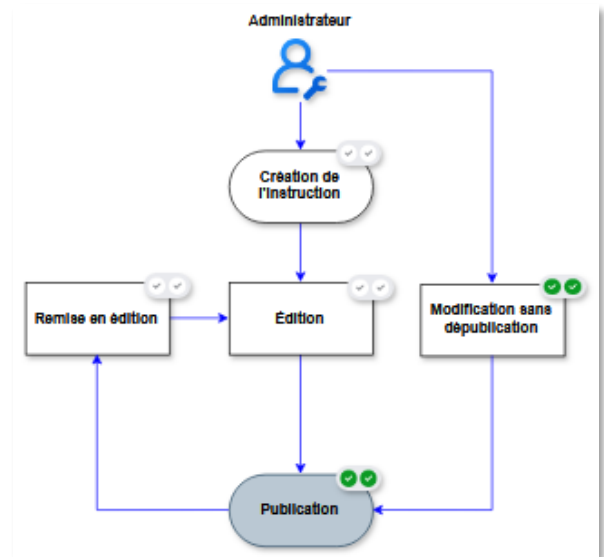 Administrateur
Création de
l'Instruction
Remise en édition
Édition
Modification sans
dépublication
Publication